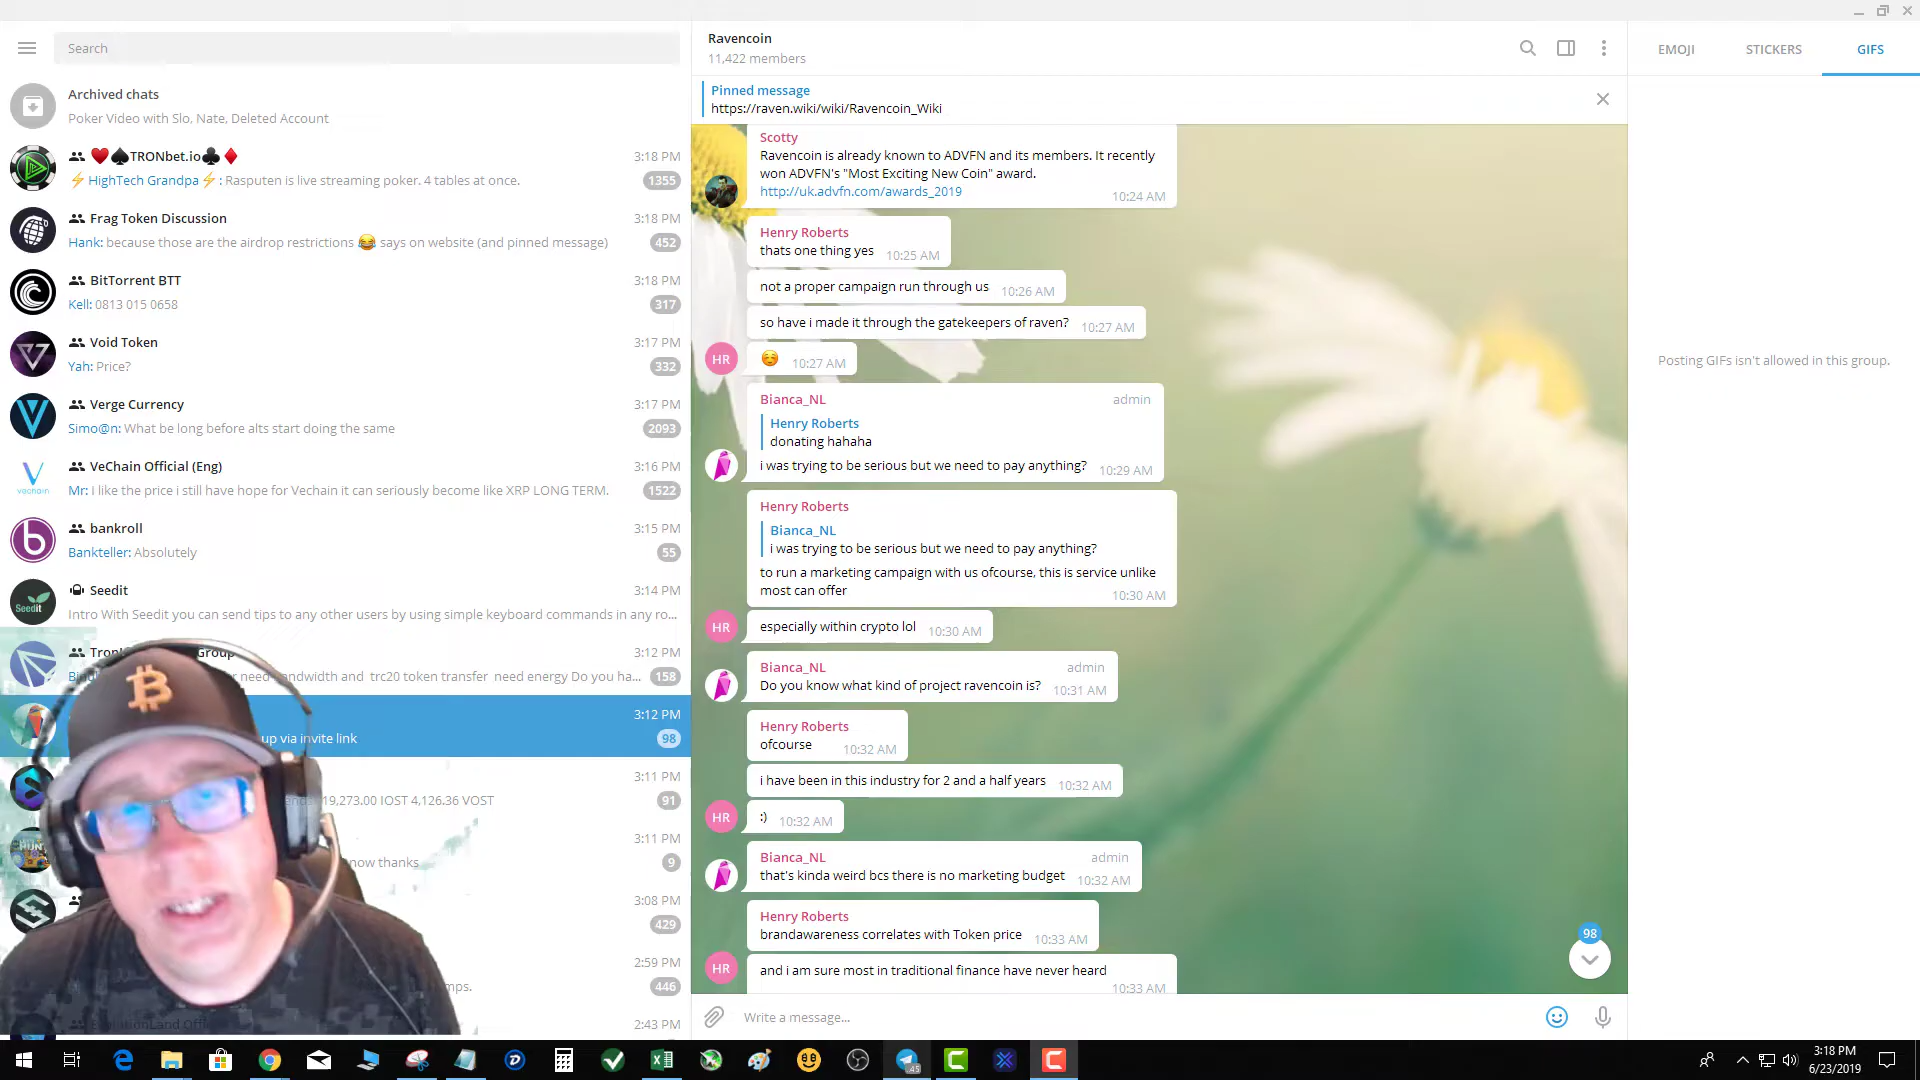 Search
Archived chats
Poker Video with Slo, Nate, Deleted Account
TRONbet.io 3:18 PM
HighTech Grandpa : Rasputen is live streaming poker. 4 tables at once. 1355
Frag Token Discussion 3:18 PM
Hank: because those are the airdrop restrictions 😂 says on website (and pinned message) 452
BitTorrent BTT 3:18 PM
Kell: 0813 015 0658 317
Void Token 3:17 PM
Yah: Price? 332
Verge Currency 3:17 PM
Simo@n: What be long before alts start doing the same 2093
VeChain Official (Eng) 3:16 PM
vechain
Mr: I like the price i still have hope for Vechain it can seriously become like XRP LONG TERM. 1522
bankroll 3:15 PM
Bankteller: Absolutely 55
Seedit 3:14 PM
Seedit
Intro With Seedit you can send tips to any other users by using simple keyboard commands in any ro...
Group 3:12 PM
need bandwidth and trc20 token transfer need energy Do you ha... 158
3:12 PM
up via invite link 98
3:11 PM
19,273.00 IOST 4,126.36 VOST 91
3:11 PM
now thanks 9
3:08 PM
429
2:59 PM
446
2:43 PM
Ravencoin
11,422 members
Pinned message
https://raven.wiki/wiki/Ravencoin_Wiki
Scotty
Ravencoin is already known to ADVFN and its members. It recently
won ADVFN's "Most Exciting New Coin" award.
http://uk.advfn.com/awards_2019 10:24 AM
Henry Roberts
thats one thing yes 10:25 AM
not a proper campaign run through us 10:26 AM
so have i made it through the gatekeepers of raven? 10:27 AM
HR
☺️ 10:27 AM
Bianca_NL admin
Henry Roberts
donating hahaha
i was trying to be serious but we need to pay anything? 10:29 AM
Henry Roberts
Bianca_NL
i was trying to be serious but we need to pay anything?
to run a marketing campaign with us ofcourse, this is service unlike
most can offer 10:30 AM
HR
especially within crypto lol 10:30 AM
Bianca_NL admin
Do you know what kind of project ravencoin is? 10:31 AM
Henry Roberts
ofcourse 10:32 AM
i have been in this industry for 2 and a half years 10:32 AM
HR
:) 10:32 AM
Bianca_NL admin
that's kinda weird bcs there is no marketing budget 10:32 AM
Henry Roberts
brandawareness correlates with Token price 10:33 AM
HR
and i am sure most in traditional finance have never heard
10:33 AM
98
Write a message...
EMOJI STICKERS GIFS
Posting GIFs isn't allowed in this group.
3:18 PM
6/23/2019